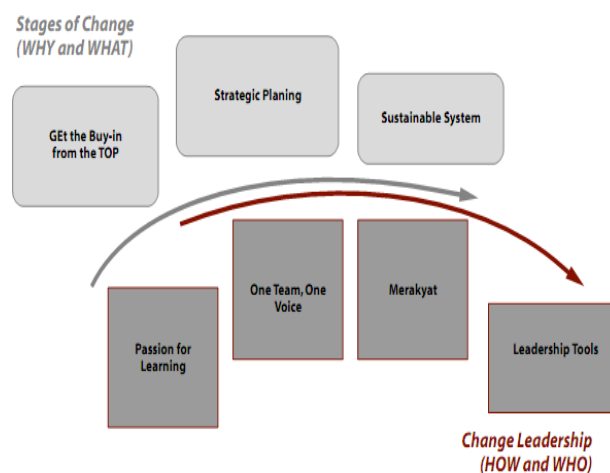 Stages of Change
(WHY and WHAT)
Strategic Planing
GEt the Buy-in
from the TOP
Sustainable System
One Team, One
Voice
Merakyat
Passion for
Learning
Leadership Tools
Change Leadership
(HOW and WHO)